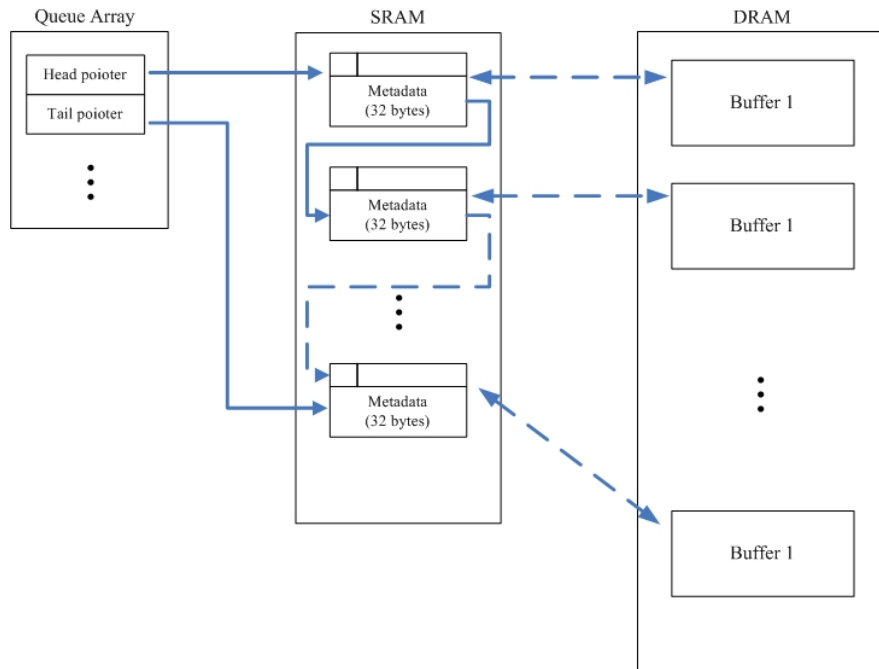 Queue Array
Head poioter
Tail poioter
SRAM
Metadata
(32 bytes)
Metadata
(32 bytes)
Metadata
(32 bytes)
DRAM
Buffer 1
Buffer 1
Buffer 1